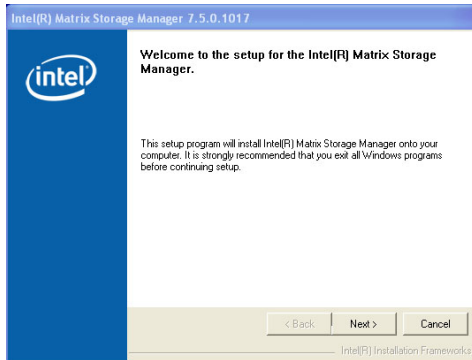 Intel(R) Matrix Storage Manager 7.5.0.1017
intel
Welcome to the setup for the Intel(R) Matrix Storage
Manager.
This setup program will install Intel(R) Matrix Storage Manager onto your
computer. It is strongly recommended that you exit all Windows programs
before continuing setup.
< Back Next > Cancel
Intel(R) Installation Frameworks